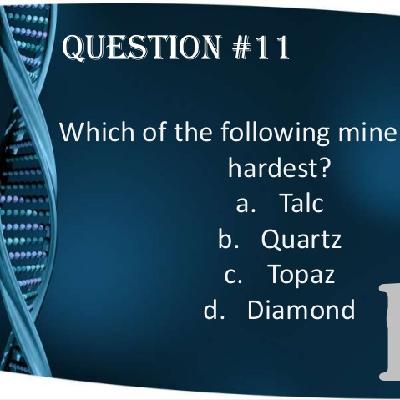 QUESTION #11
Which of the following mine
hardest?
a. Talc
b. Quartz
c. Topaz
d. Diamond